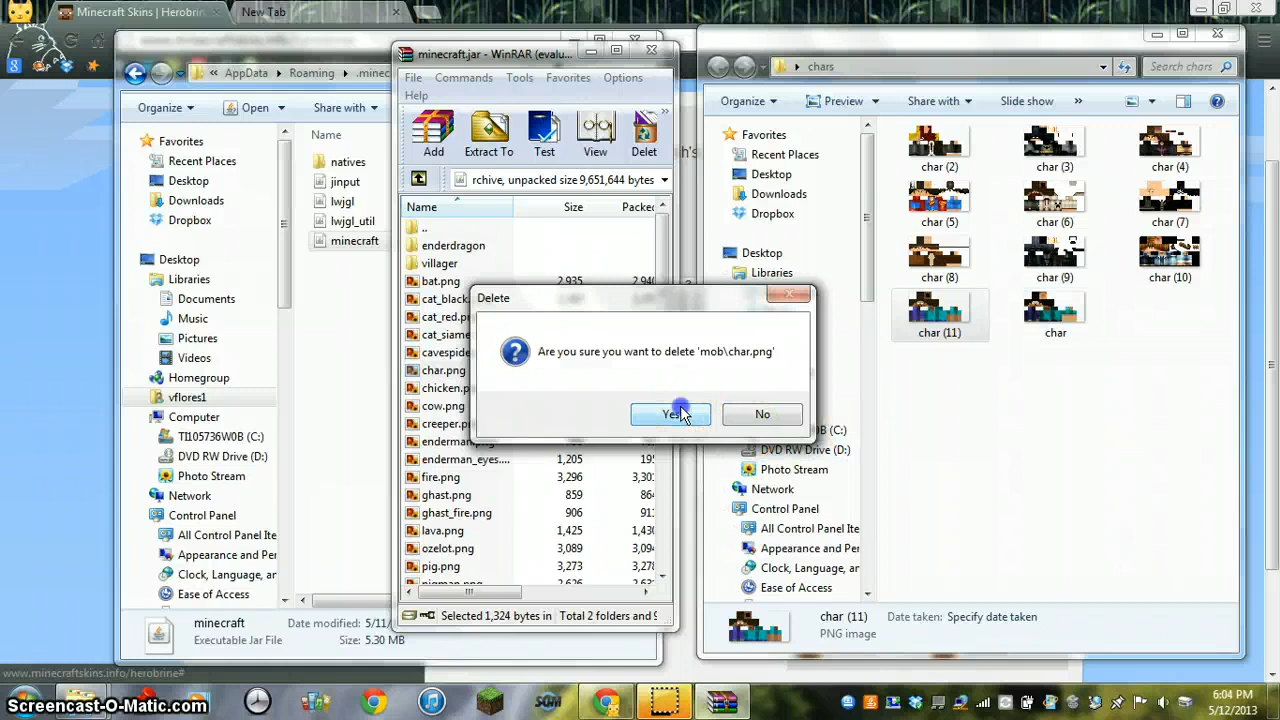 Minecraft Skins | Herobrin
New Tab
« AppData ▸ Roaming ▸ .minec
Organize
Open
Share with
Favorites
Recent Places
Desktop
Downloads
Dropbox
Desktop
Libraries
Documents
Music
Pictures
Videos
Homegroup
vflores1
Computer
TI105736W0B (C:)
DVD RW Drive (D:)
Photo Stream
Network
Control Panel
All Control Panel Ite
Appearance and Per
Clock, Language, an
Ease of Access
Name
natives
jinput
lwjgl
lwjgl_util
minecraft
minecraft
Date modified: 5/11/
Executable Jar File
Size: 5.30 MB
minecraft.jar - WinRAR (evalu...
File Commands Tools Favorites Options
Help
Add
Extract To
Test
View
Delet
rchive, unpacked size 9,651,644 bytes
Name Size Packed
..
enderdragon
villager
bat.png 2,935 2,940
cat_black.
cat_red.pn
cat_siame
cavespide
char.png
chicken.p
cow.png
creeper.pn
enderman
enderman_eyes.... 1,205 195
fire.png 3,296 3,301
ghast.png 859 864
ghast_fire.png 906 911
lava.png 1,425 1,430
ozelot.png 3,089 3,094
pig.png 3,273 3,278
pigman.png 2,626
Selected 1,324 bytes in
Total 2 folders and 9
Delete
Are you sure you want to delete 'mob\char.png'
Yes
No
▸ chars
Search chars
Organize
Preview
Share with
Slide show
»
Favorites
Recent Places
Desktop
Downloads
Dropbox
Desktop
Libraries
(C:)
DVD RW Drive (D:)
Photo Stream
Network
Control Panel
All Control Panel Ite
Appearance and Per
Clock, Language, an
Ease of Access
char (2)
char (3)
char (4)
char (5)
char (6)
char (7)
char (8)
char (9)
char (10)
char (11)
char
char (11)
Date taken: Specify date taken
PNG image
www.minecraftskins.info/herobrine#
Screencast-O-Matic.com
6:04 PM
5/12/2013